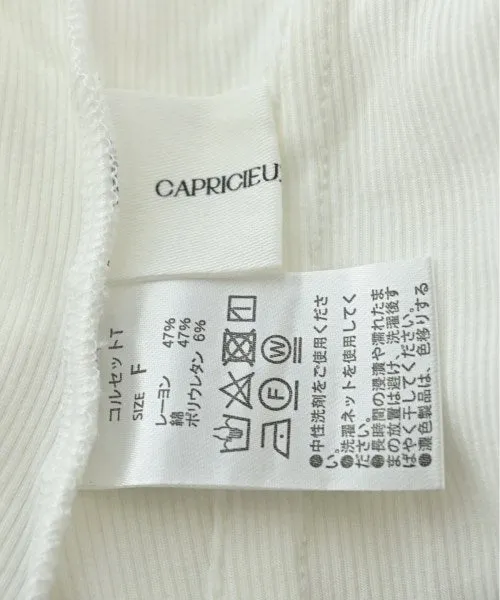 CAPRICIEU
コルセットT
SIZE F
レーヨン 47%
綿 47%
ポリウレタン 6%
F W
●中性洗剤をご使用くださ
い。
●洗濯ネットを使用してく
ださい。
●長時間の浸漬や濡れたま
まの放置は避け、洗濯後す
ばやく干してください。
●濃色製品は、色移りする